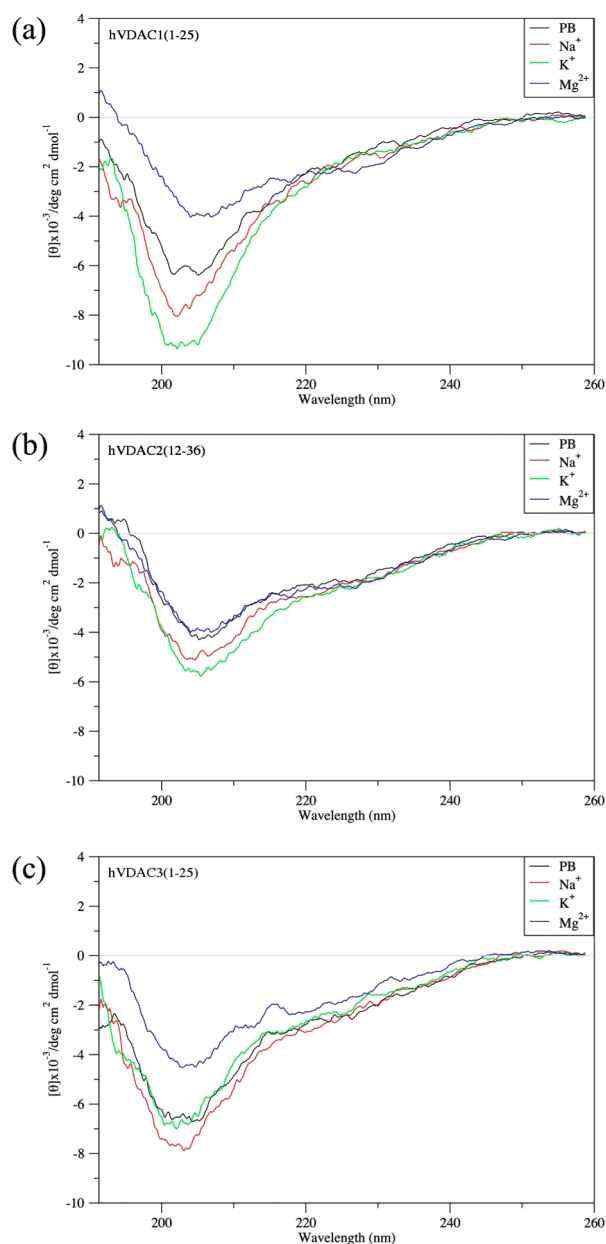 (a)
hVDAC1(1-25)
PB
Na⁺
K⁺
Mg²⁺
4
2
0
-2
-4
-6
-8
-10
[θ]x10⁻³/deg cm² dmol⁻¹
200
220
240
260
Wavelength (nm)
(b)
hVDAC2(12-36)
PB
Na⁺
K⁺
Mg²⁺
4
2
0
-2
-4
-6
-8
-10
[θ]x10⁻³/deg cm² dmol⁻¹
200
220
240
260
Wavelength (nm)
(c)
hVDAC3(1-25)
PB
Na⁺
K⁺
Mg²⁺
4
2
0
-2
-4
-6
-8
-10
[θ]x10⁻³/deg cm² dmol⁻¹
200
220
240
260
Wavelength (nm)